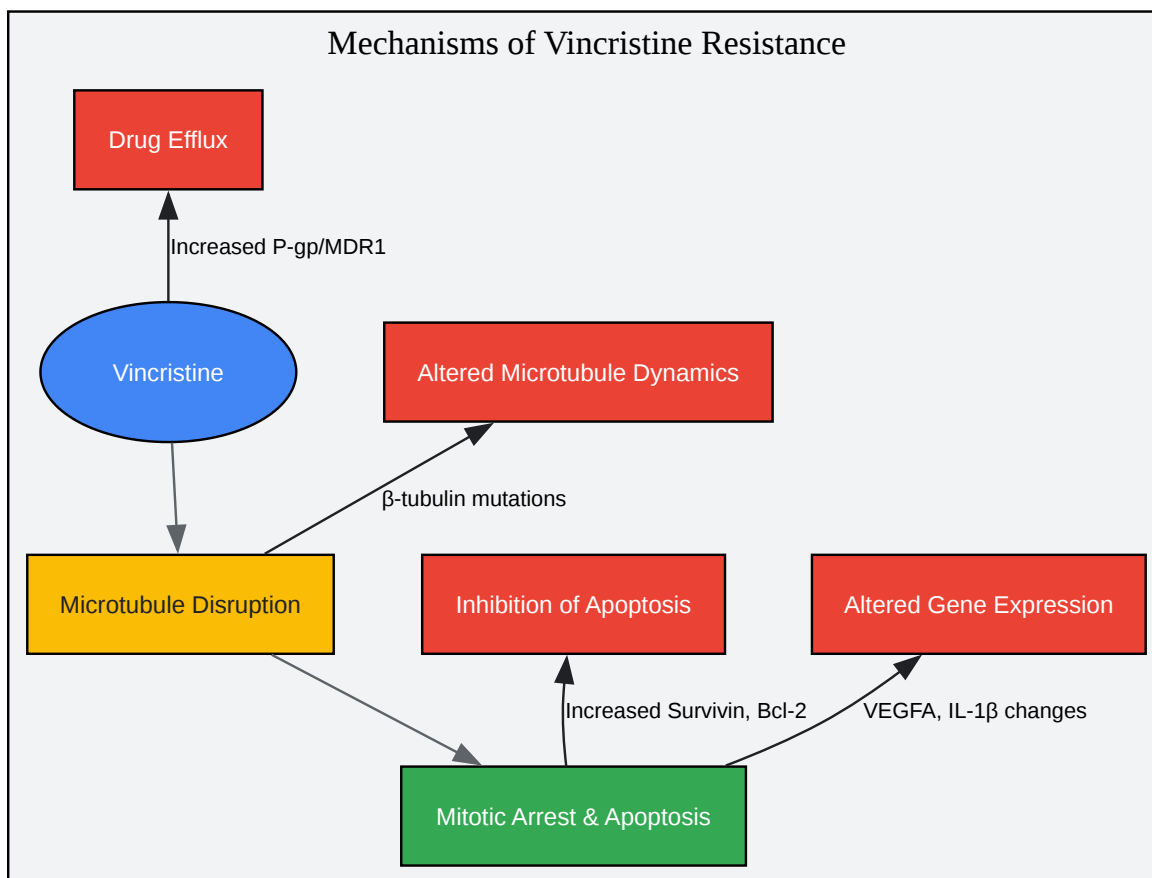 Mechanisms of Vincristine Resistance
Drug Efflux
Increased P-gp/MDR1
Vincristine
Altered Microtubule Dynamics
β-tubulin mutations
Microtubule Disruption
Inhibition of Apoptosis
Altered Gene Expression
Increased Survivin, Bcl-2
VEGFA, IL-1β changes
Mitotic Arrest & Apoptosis